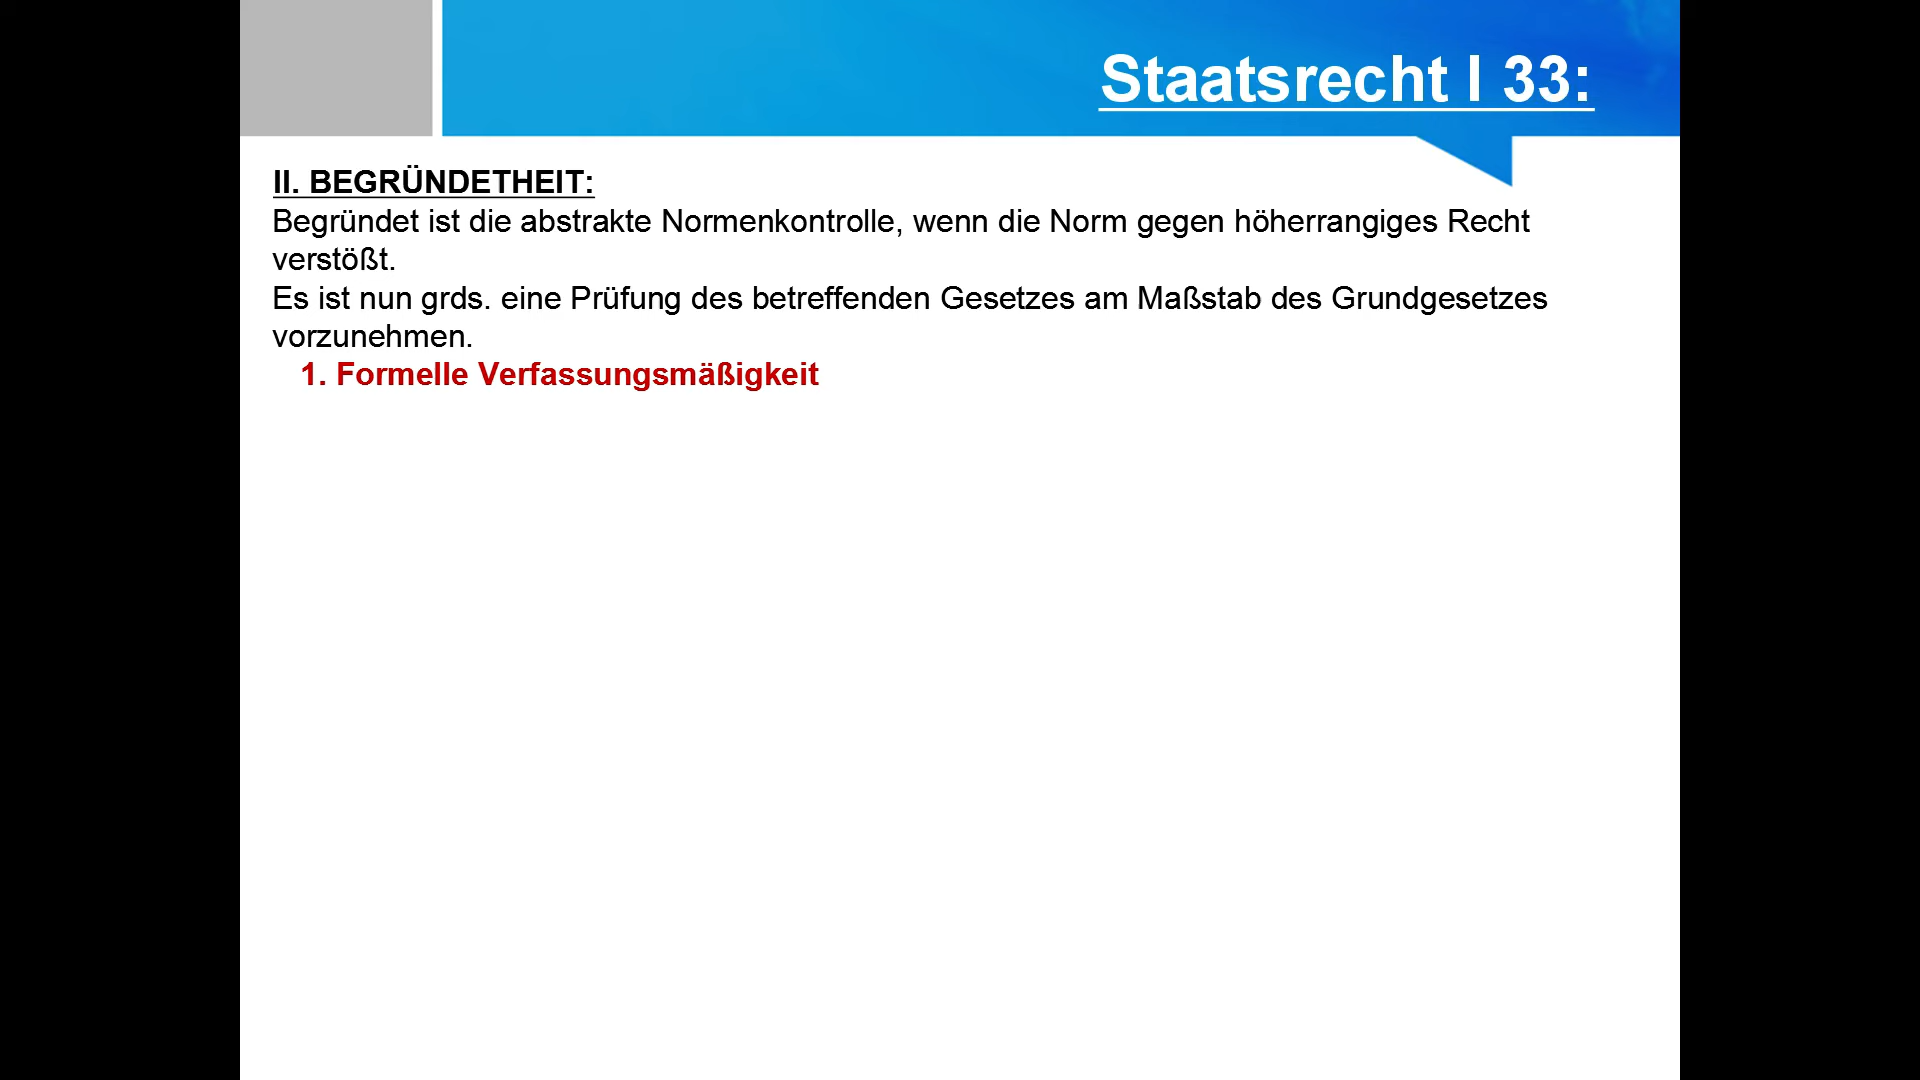 Staatsrecht I 33:
II. BEGRÜNDETHEIT:
Begründet ist die abstrakte Normenkontrolle, wenn die Norm gegen höherrangiges Recht
verstößt.
Es ist nun grds. eine Prüfung des betreffenden Gesetzes am Maßstab des Grundgesetzes
vorzunehmen.
1. Formelle Verfassungsmäßigkeit